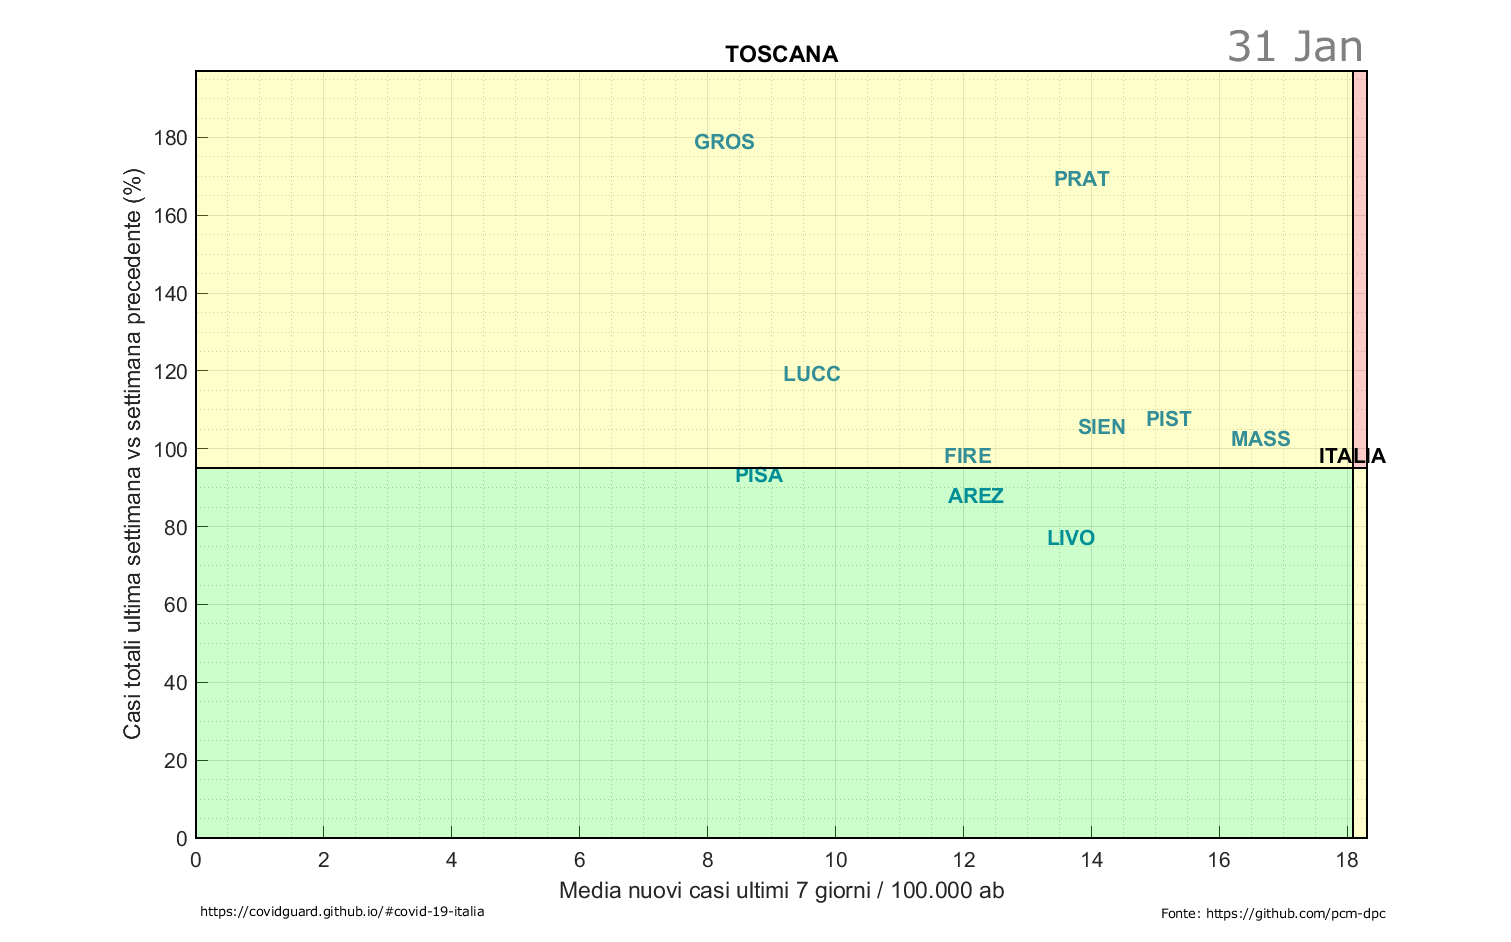 31 Jan
TOSCANA
Casi totali ultima settimana vs settimana precedente (%)
180
160
140
120
100
80
60
40
20
0
GROS
PRAT
LUCC
PIST
SIEN
MASS
FIRE
ITALIA
PISA
AREZ
LIVO
0 2 4 6 8 10 12 14 16 18
Media nuovi casi ultimi 7 giorni / 100.000 ab
https://covidguard.github.io/#covid-19-italia
Fonte: https://github.com/pcm-dpc